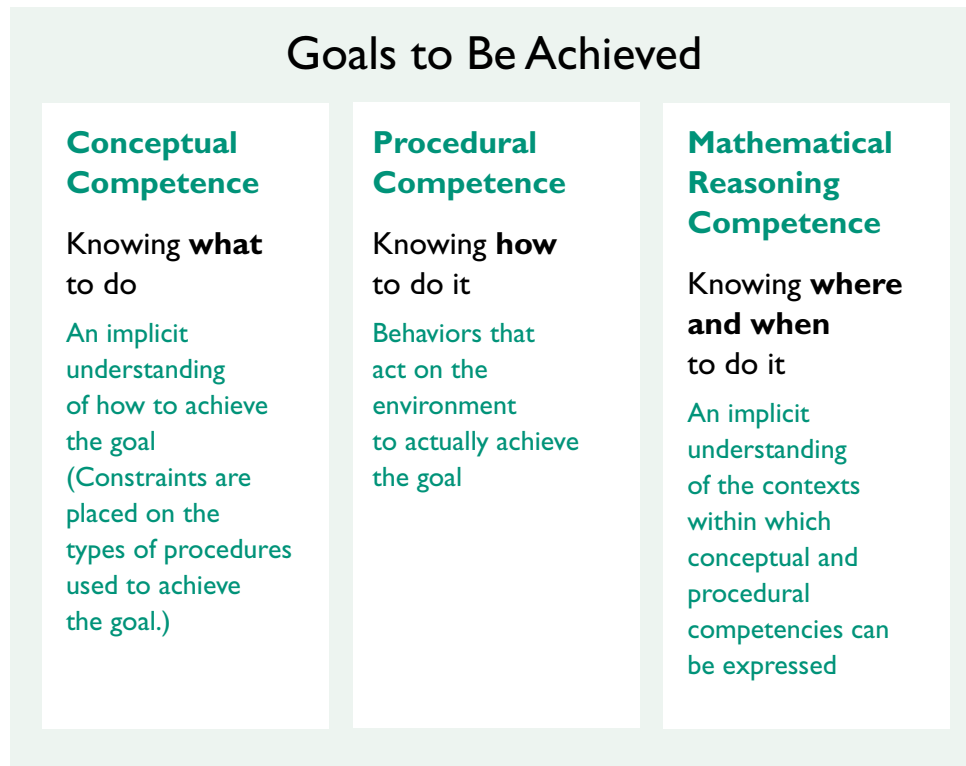 Goals to Be Achieved
Conceptual
Competence
Knowing what
to do
An implicit
understanding
of how to achieve
the goal
(Constraints are
placed on the
types of procedures
used to achieve
the goal.)
Procedural
Competence
Knowing how
to do it
Behaviors that
act on the
environment
to actually achieve
the goal
Mathematical
Reasoning
Competence
Knowing where
and when
to do it
An implicit
understanding
of the contexts
within which
conceptual and
procedural
competencies can
be expressed